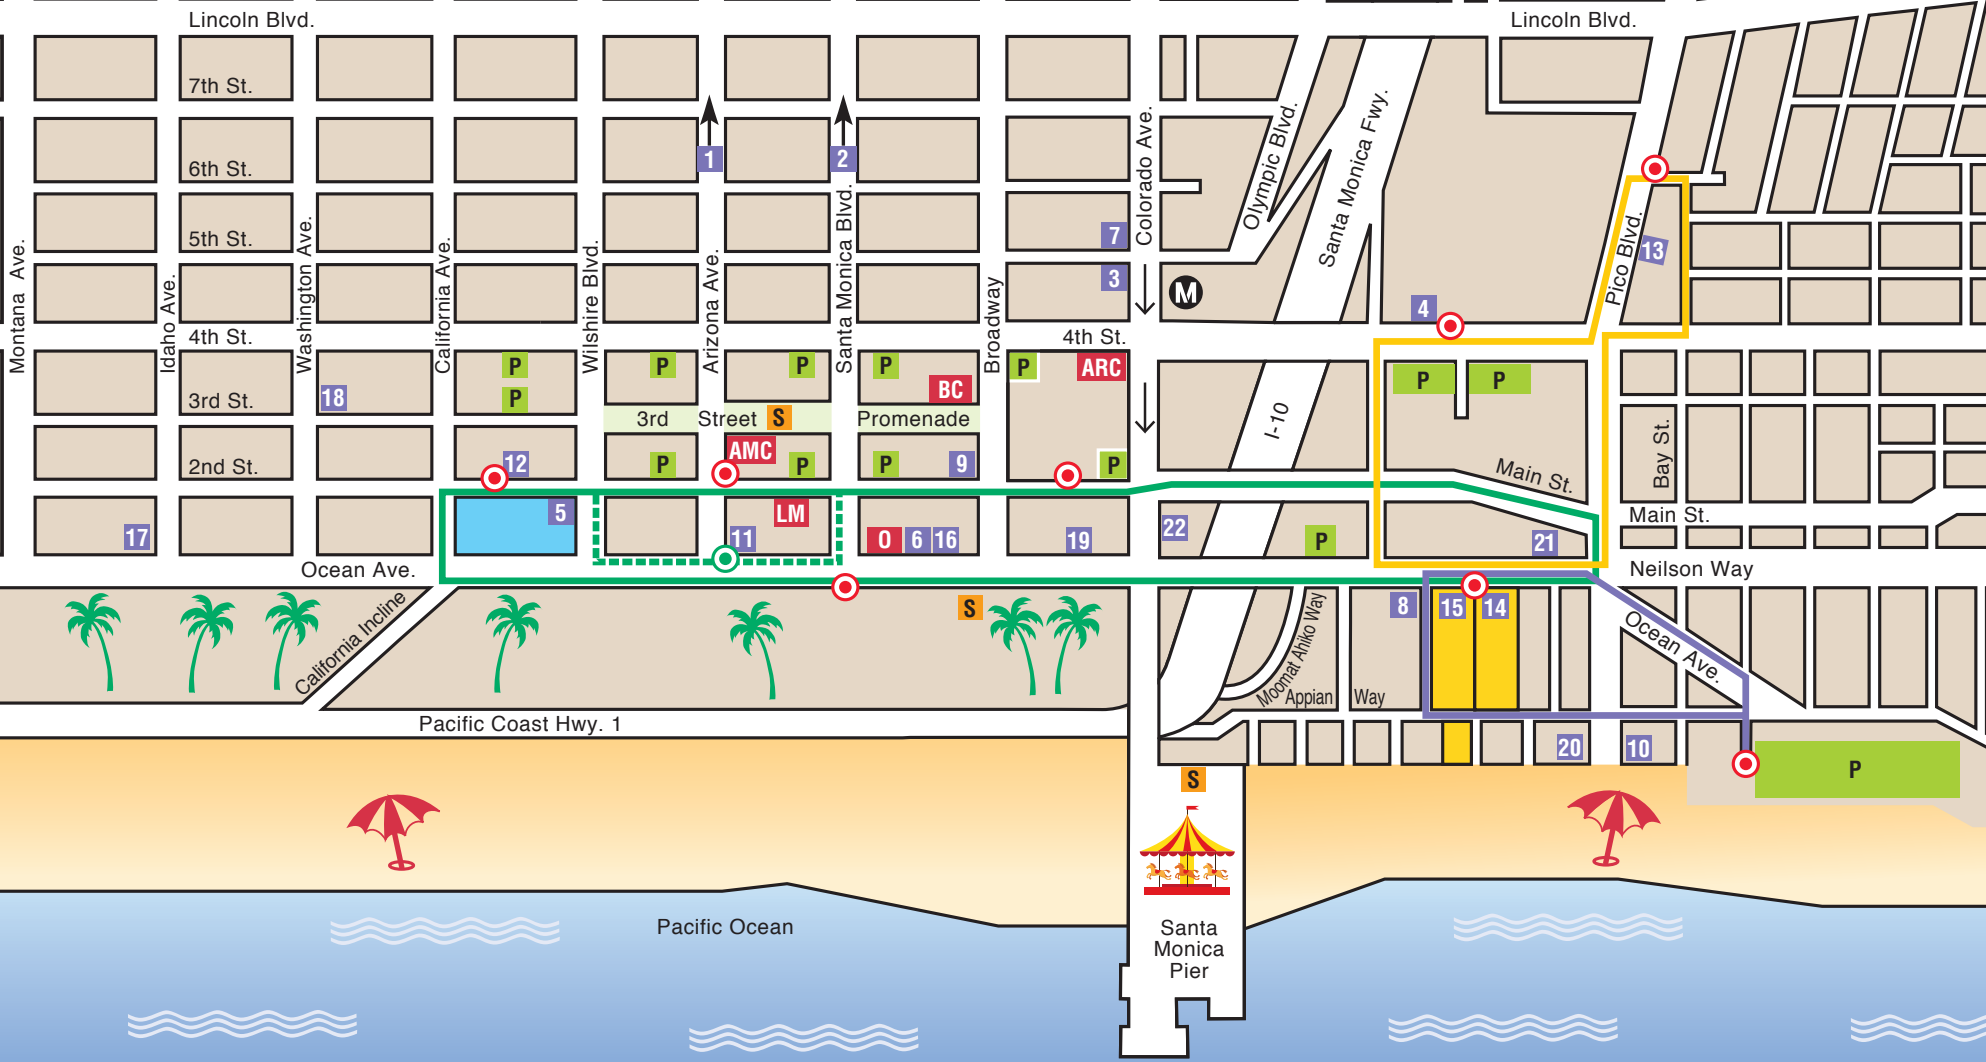 Lincoln Blvd.
Lincoln Blvd.
7th St.
6th St.
1
2
5th St.
7
13
3
M
4
4th St.
4th St.
Montana Ave.
Idaho Ave.
Washington Ave.
California Ave.
Wilshire Blvd.
Arizona Ave.
Santa Monica Blvd.
Broadway
Colorado Ave.
Olympic Blvd.
Santa Monica Fwy.
Pico Blvd.
P
P
P
P
P
ARC
P
P
P
BC
18
3rd St.
3rd
Street
S
Promenade
I-10
Bay St.
AMC
2nd St.
12
P
P
P
9
P
Main St.
Main St.
17
5
11
LM
O
6
16
19
22
P
21
Ocean Ave.
Neilson Way
California Incline
S
Moomat Ahiko Way
Appian
Way
8
15
14
Ocean Ave.
Pacific Coast Hwy. 1
20
10
P
S
Pacific Ocean
Santa
Monica
Pier